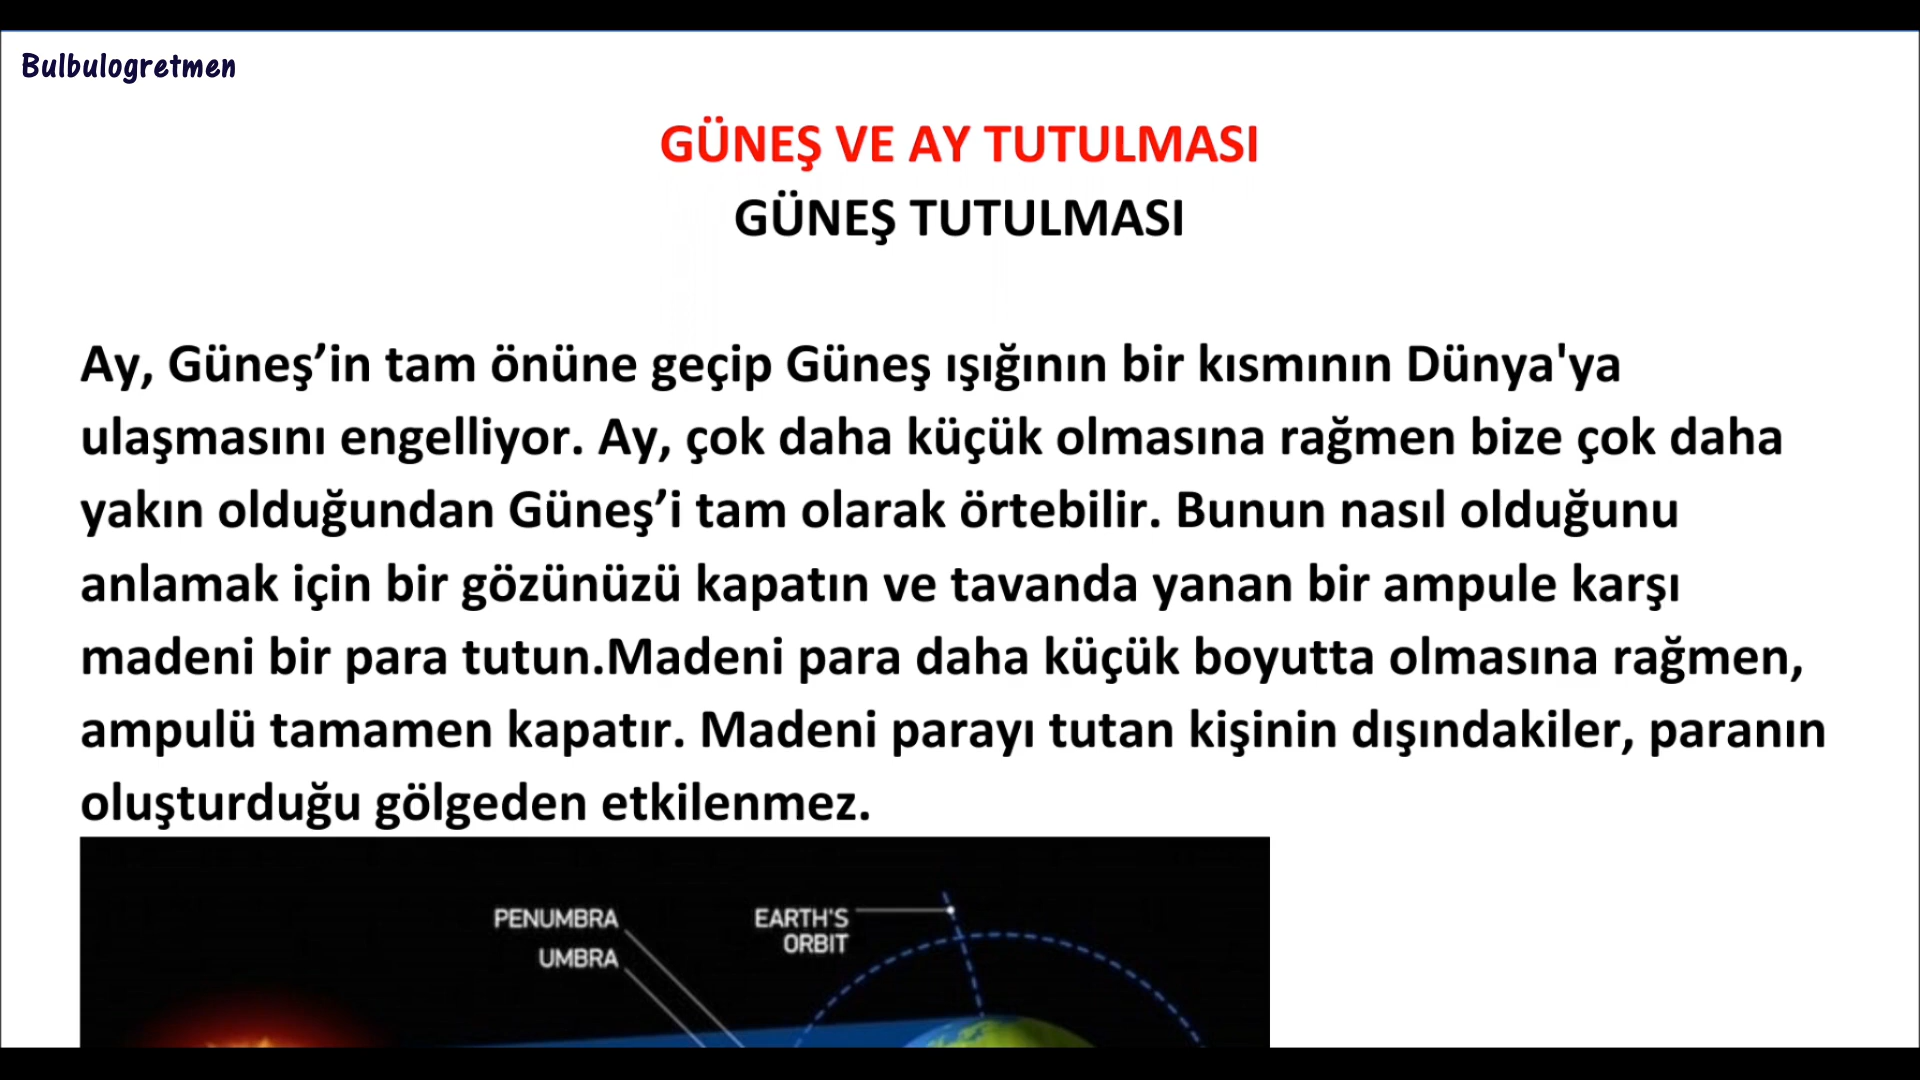 Bulbulogretmen
GÜNEŞ VE AY TUTULMASI
GÜNEŞ TUTULMASI
Ay, Güneş’in tam önüne geçip Güneş ışığının bir kısmının Dünya'ya
ulaşmasını engelliyor. Ay, çok daha küçük olmasına rağmen bize çok daha
yakın olduğundan Güneş’i tam olarak örtebilir. Bunun nasıl olduğunu
anlamak için bir gözünüzü kapatın ve tavanda yanan bir ampule karşı
madeni bir para tutun.Madeni para daha küçük boyutta olmasına rağmen,
ampulü tamamen kapatır. Madeni parayı tutan kişinin dışındakiler, paranın
oluşturduğu gölgeden etkilenmez.
PENUMBRA
UMBRA
EARTH'S
ORBIT